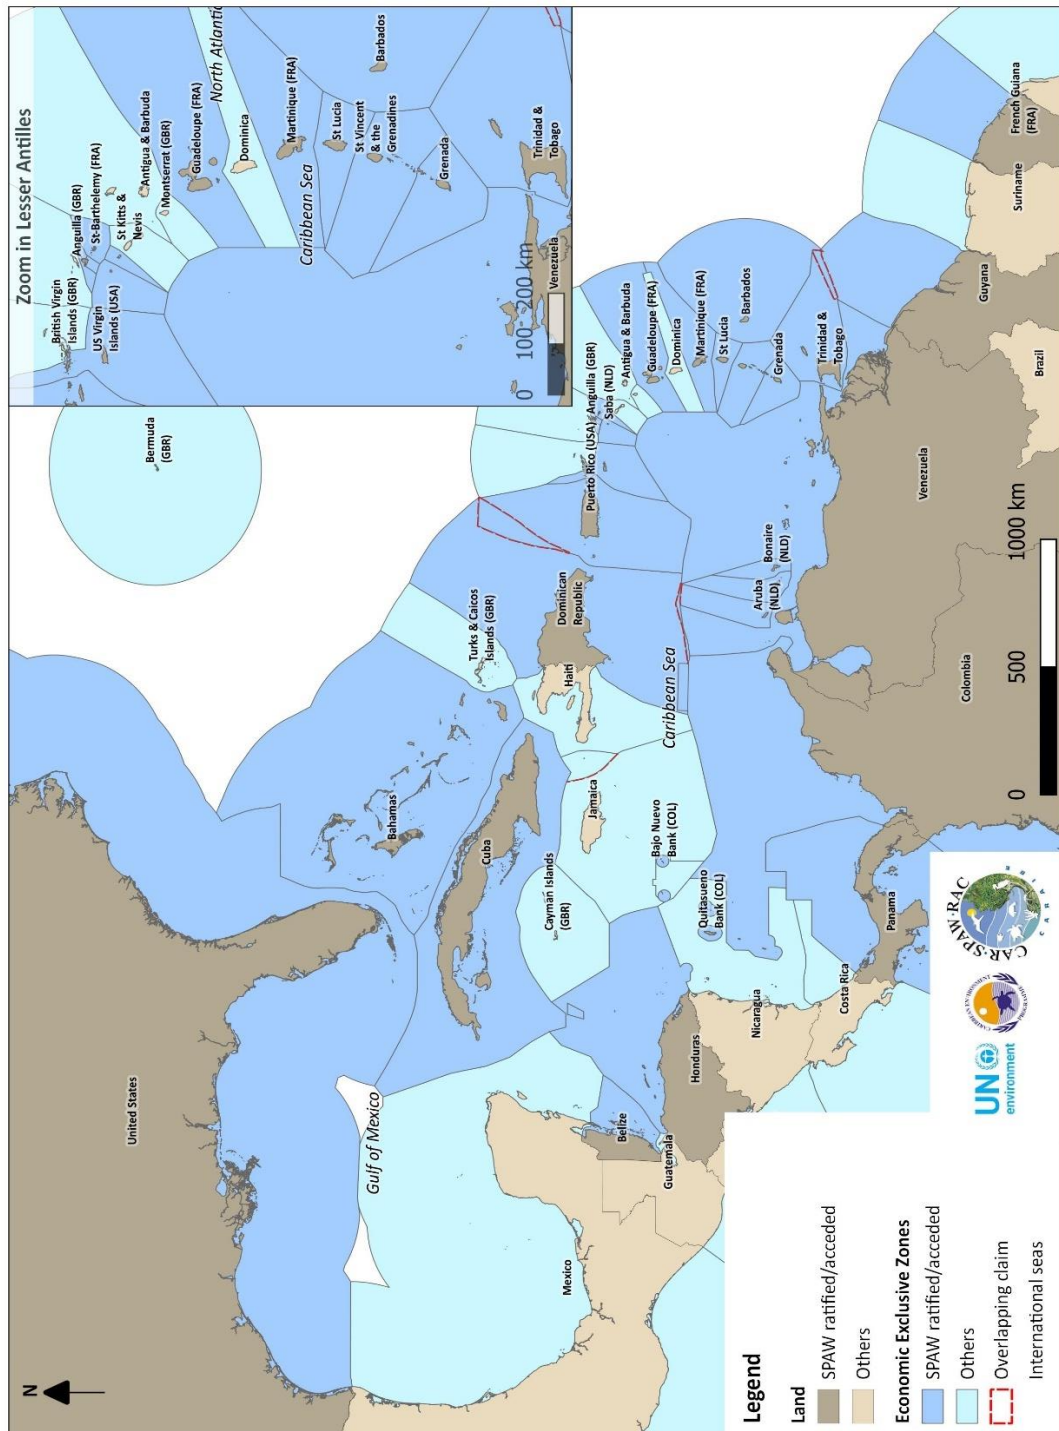 N
United States
Gulf of Mexico
Mexico
Bahamas
Cuba
Cayman Islands
(GBR)
Jamaica
Haiti
Dominican
Republic
Turks & Caicos
Islands (GBR)
Bermuda
(GBR)
Puerto Rico (USA)
Anguilla (GBR)
Saba (NLD)
Antigua & Barbuda
Guadeloupe (FRA)
Dominica
Martinique (FRA)
St Lucia
Barbados
Grenada
Trinidad &
Tobago
Caribbean Sea
Bajo Nuevo
Bank (COL)
Quitasueno
Bank (COL)
Aruba
(NLD)
Bonaire
(NLD)
Belize
Guatemala
Honduras
Nicaragua
Costa Rica
Panama
Colombia
Venezuela
Guyana
Brazil
Suriname
French Guiana
(FRA)
0 500 1000 km
Zoom in Lesser Antilles
British Virgin
Islands (GBR)
US Virgin
Islands (USA)
Anguilla (GBR)
St-Barthelemy (FRA)
St Kitts &
Nevis
Antigua & Barbuda
Montserrat (GBR)
Guadeloupe (FRA)
North Atlantic
Dominica
Martinique (FRA)
Caribbean Sea
St Lucia
St Vincent
& the
Grenadines
Barbados
Grenada
Trinidad &
Tobago
Venezuela
0 100 200 km
Legend
Land
SPAW ratified/acceded
Others
Economic Exclusive Zones
SPAW ratified/acceded
Others
Overlapping claim
International seas
UN
environment
CARIBBEAN ENVIRONMENT
PROGRAMME
CAR-SPAW-RAC
CARAIBE